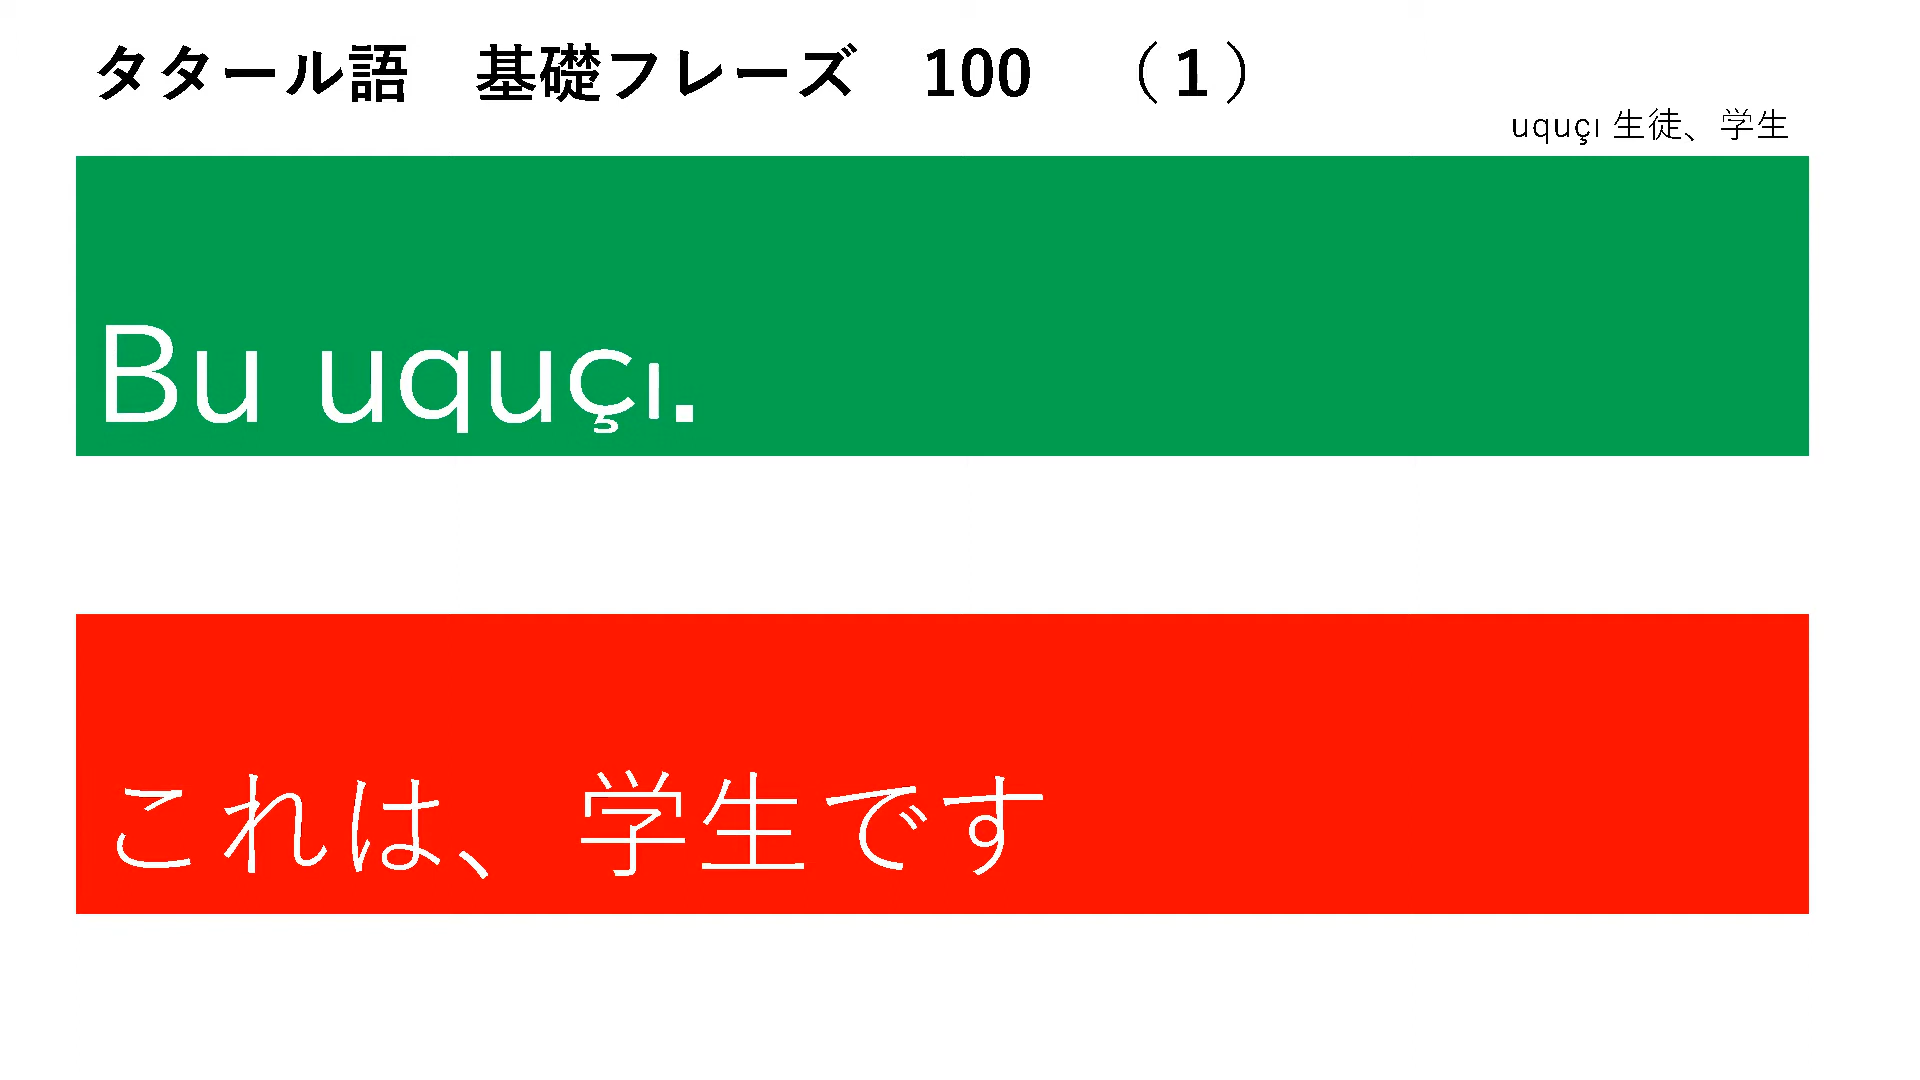 タタール語　基礎フレーズ　100　（１）
uquçı 生徒、学生
Bu uquçı.
これは、学生です